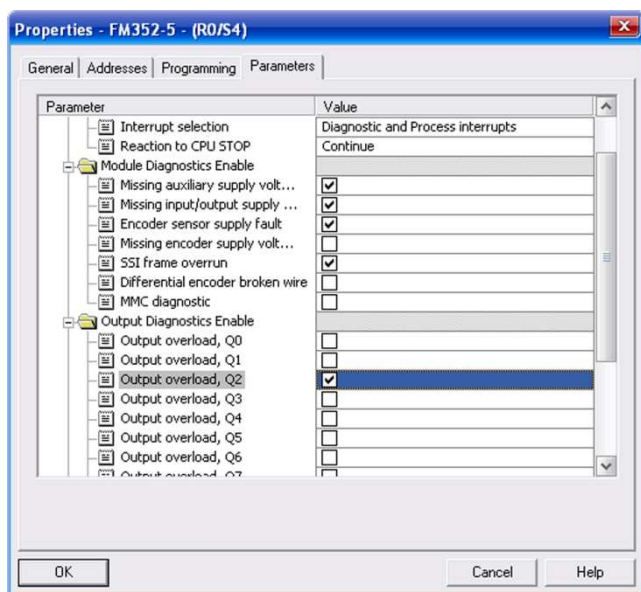 Properties - FM352-5 - (R0/S4)
General Addresses Programming Parameters
Parameter Value
Interrupt selection Diagnostic and Process interrupts
Reaction to CPU STOP Continue
Module Diagnostics Enable
Missing auxiliary supply volt...
Missing input/output supply ...
Encoder sensor supply fault
Missing encoder supply volt...
SSI frame overrun
Differential encoder broken wire
MMC diagnostic
Output Diagnostics Enable
Output overload, Q0
Output overload, Q1
Output overload, Q2
Output overload, Q3
Output overload, Q4
Output overload, Q5
Output overload, Q6
Output overload, Q7
OK Cancel Help